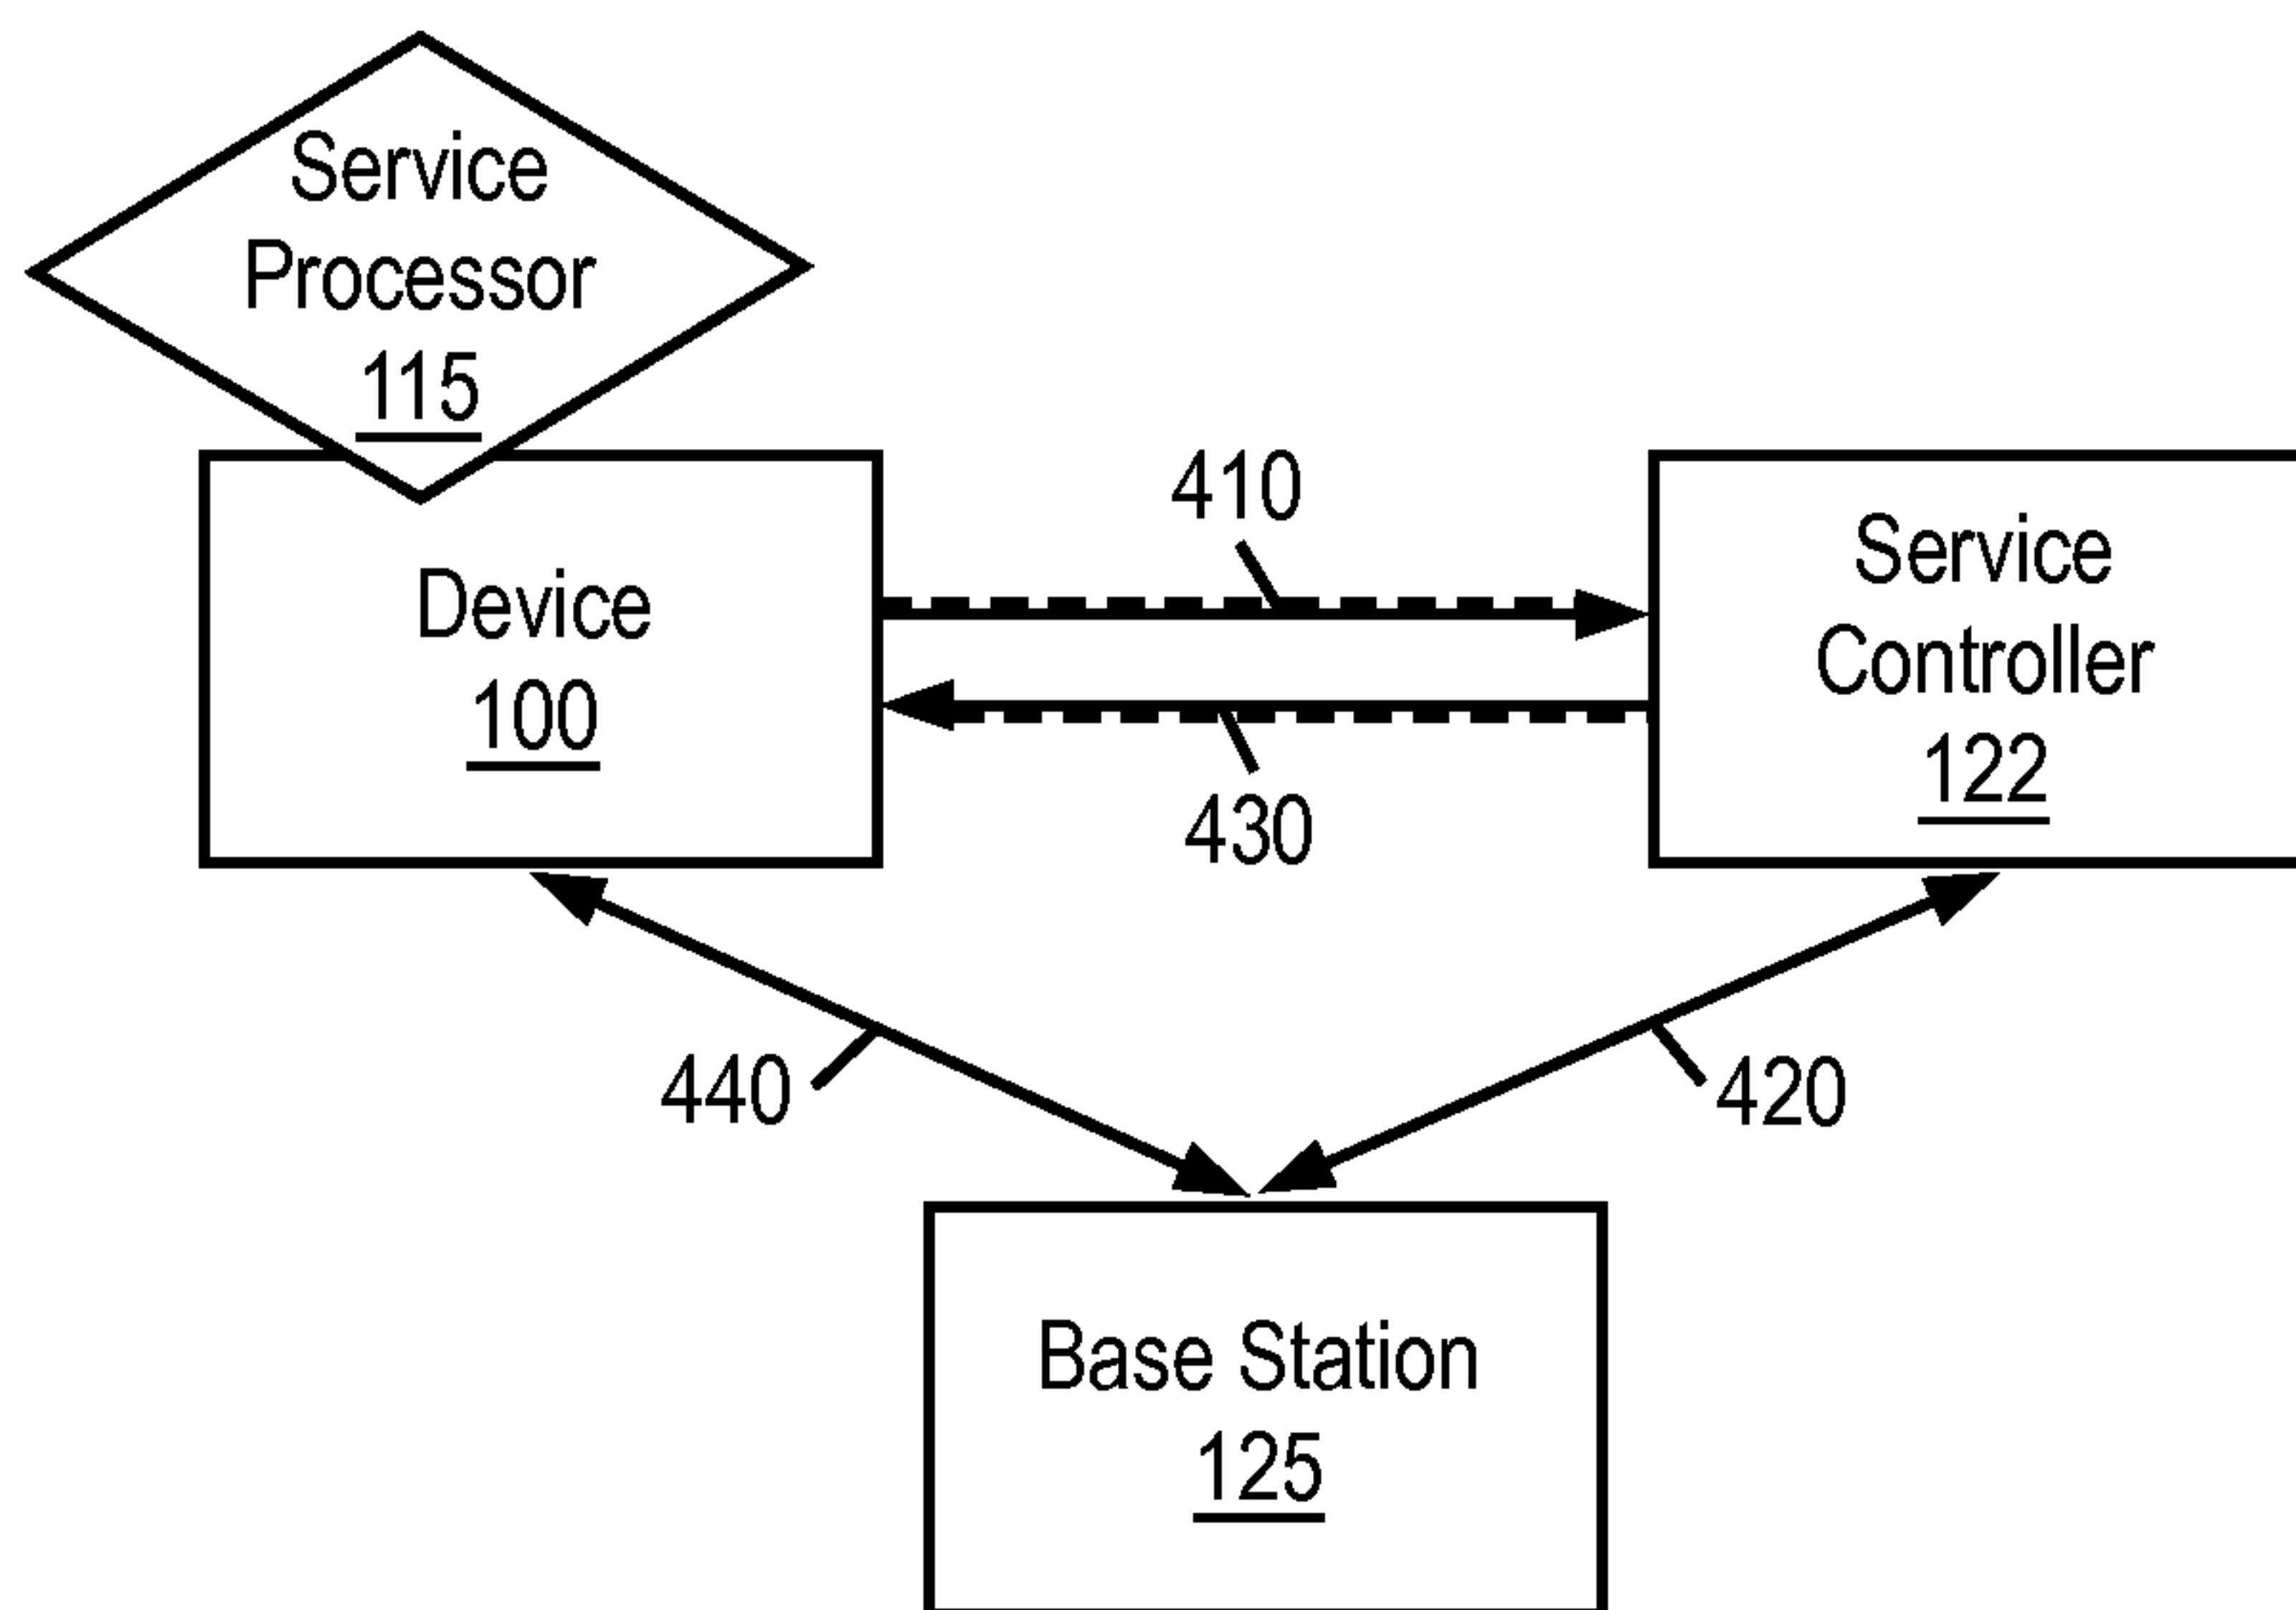 Service
Processor
115
Device
100
410
430
Service
Controller
122
440
420
Base Station
125